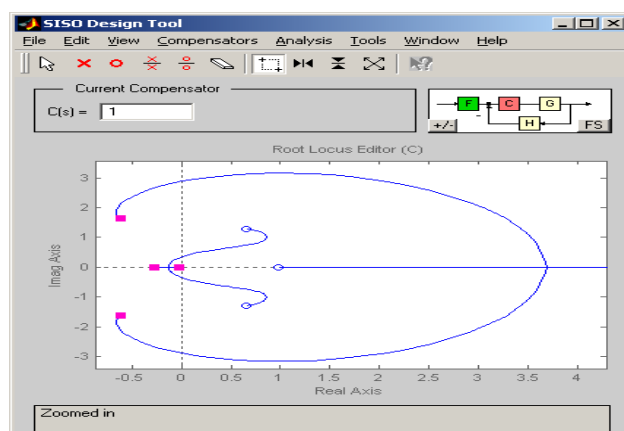 SISO Design Tool
File Edit View Compensators Analysis Tools Window Help
Current Compensator
C(s) = 1
F C G
H
+/- FS
Root Locus Editor (C)
3
2
1
0
-1
-2
-3
Imag Axis
-0.5 0 0.5 1 1.5 2 2.5 3 3.5 4
Real Axis
Zoomed in